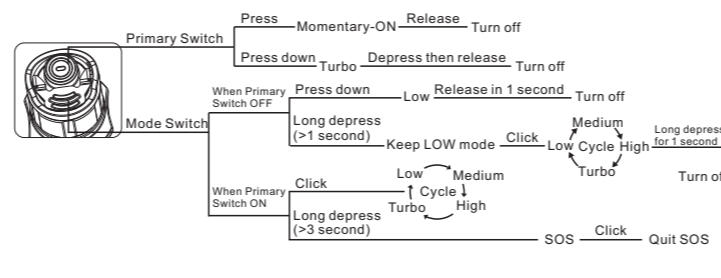 Primary Switch
Press
Momentary-ON
Release
Turn off
Press down
Turbo
Depress then release
Turn off
Mode Switch
When Primary
Switch OFF
Press down
Low
Release in 1 second
Turn off
Long depress
(>1 second)
Keep LOW mode
Click
Medium
Low
Cycle
High
Turbo
Long depress
for 1 second
When Primary
Switch ON
Click
Low
Medium
Cycle
Turbo
High
Long depress
(>3 second)
SOS
Click
Quit SOS